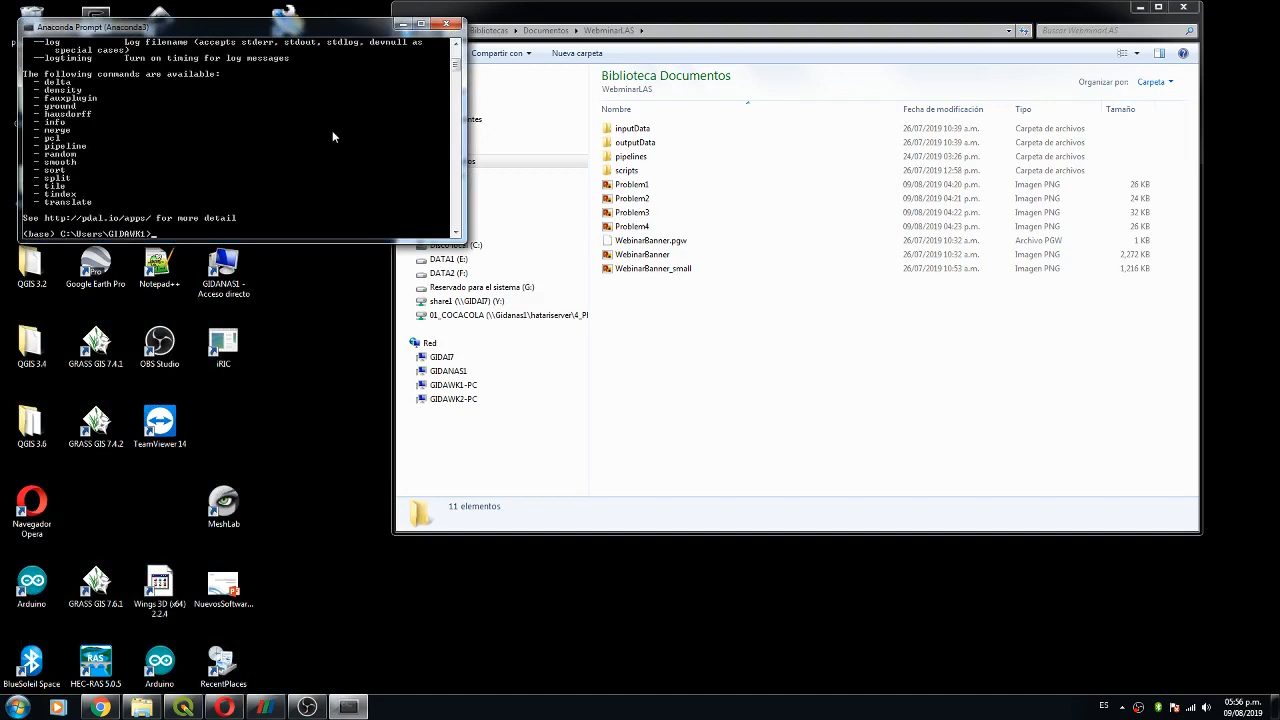 Anaconda Prompt (Anaconda3)
--log Log filename (accepts stderr, stdout, stdlog, devnull as
special cases)
--logtiming Turn on timing for log messages
The following commands are available:
- delta
- density
- fauxplugin
- ground
- hausdorff
- info
- merge
- pcl
- pipeline
- random
- smooth
- sort
- split
- tile
- tindex
- translate
See http://pdal.io/apps/ for more detail
(base) C:\Users\GIDAWK1>_
Bibliotecas ▸ Documentos ▸ WebminarLAS ▸
Buscar WebminarLAS
Compartir con Nueva carpeta
Biblioteca Documentos
WebminarLAS
Organizar por: Carpeta
Nombre Fecha de modificación Tipo Tamaño
inputData 26/07/2019 10:39 a.m. Carpeta de archivos
outputData 26/07/2019 10:39 a.m. Carpeta de archivos
pipelines 24/07/2019 03:26 p.m. Carpeta de archivos
scripts 26/07/2019 12:58 p.m. Carpeta de archivos
Problem1 09/08/2019 04:20 p.m. Imagen PNG 26 KB
Problem2 09/08/2019 04:21 p.m. Imagen PNG 24 KB
Problem3 09/08/2019 04:21 p.m. Imagen PNG 32 KB
Problem4 09/08/2019 04:22 p.m. Imagen PNG 26 KB
WebinarBanner.pgw 26/07/2019 10:32 a.m. Archivo PGW 1 KB
WebinarBanner 26/07/2019 10:32 a.m. Imagen PNG 2,272 KB
WebinarBanner_small 26/07/2019 10:53 a.m. Imagen PNG 1,216 KB
Disco local (C:)
DATA1 (E:)
DATA2 (F:)
Reservado para el sistema (G:)
share1 (\\GIDAI7) (Y:)
01_COCACOLA (\\Gidanas1\hatariserver\4_P
Red
GIDAI7
GIDANAS1
GIDAWK1-PC
GIDAWK2-PC
11 elementos
QGIS 3.2
Google Earth Pro
Notepad++
GIDANAS1 -
Acceso directo
QGIS 3.4
GRASS GIS 7.4.1
OBS Studio
iRIC
QGIS 3.6
GRASS GIS 7.4.2
TeamViewer 14
Navegador
Opera
MeshLab
Arduino
GRASS GIS 7.6.1
Wings 3D (x64)
2.2.4
NuevosSoftwar...
BlueSoleil Space
HEC-RAS 5.0.5
Arduino
RecentPlaces
ES
05:56 p.m.
09/08/2019